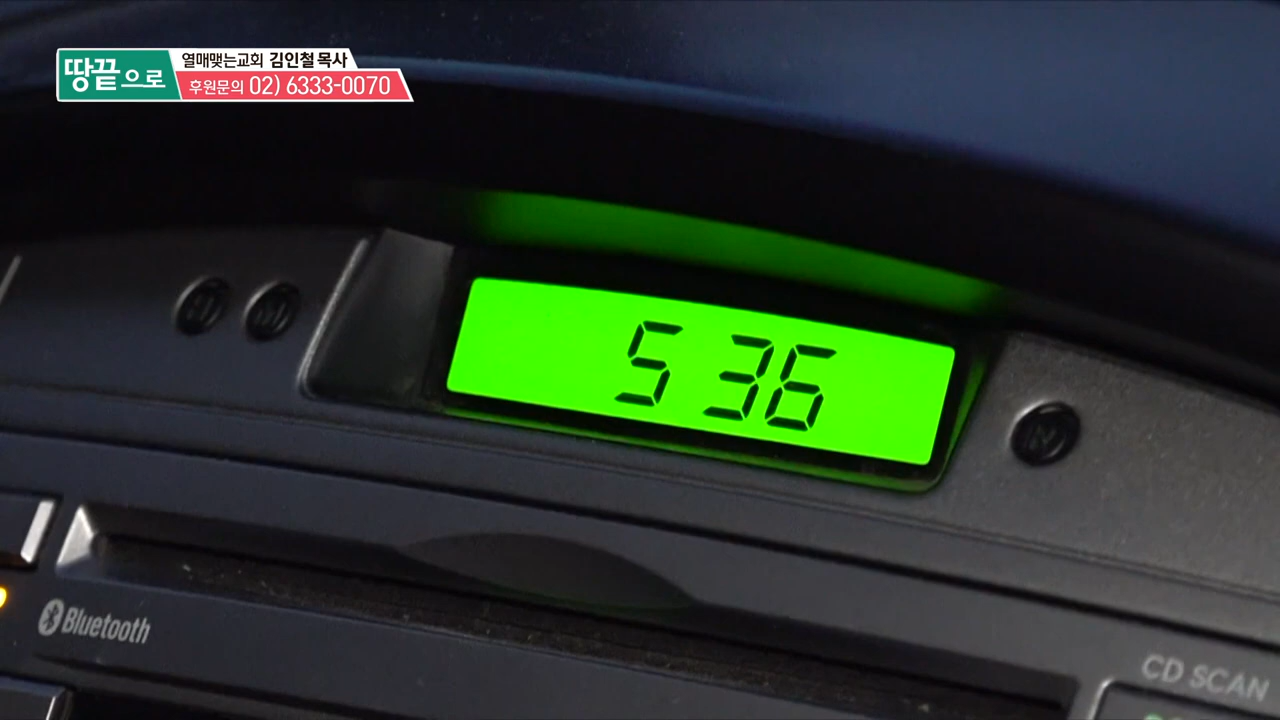 땅끝으로
열매맺는교회 김인철 목사
후원문의 02) 6333-0070
5 36
H
M
Bluetooth
CD SCAN